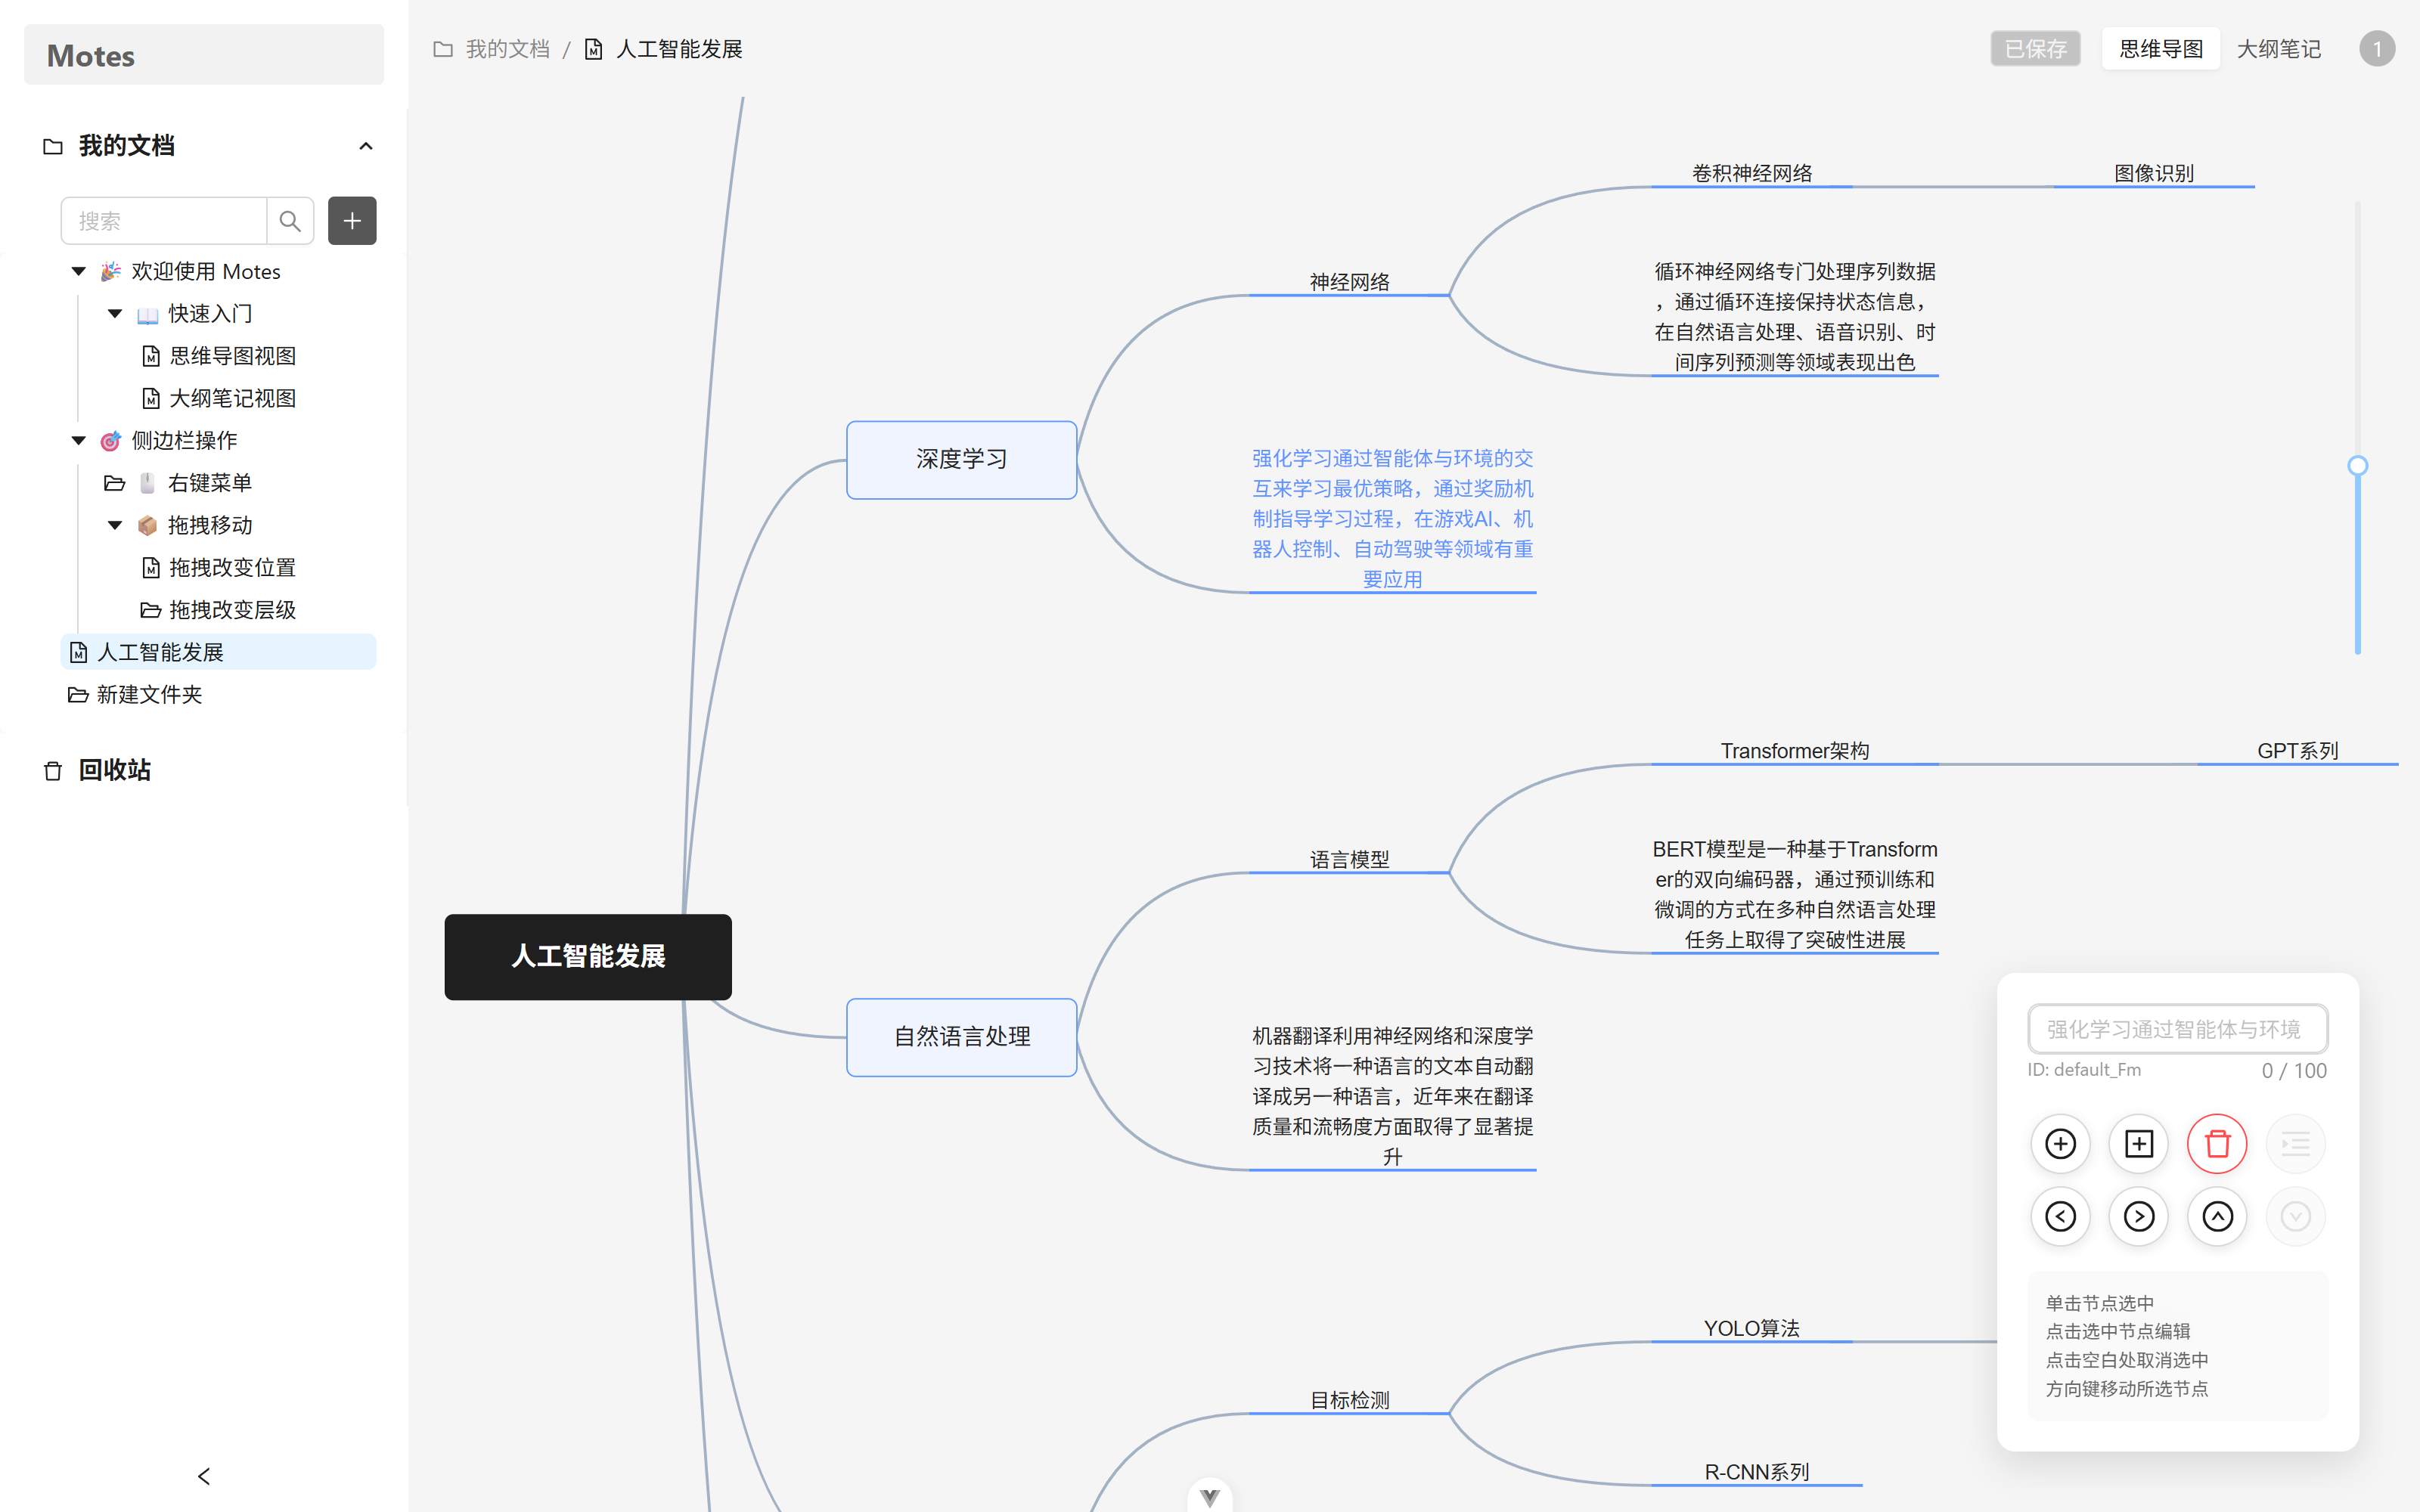 Motes
我的文档
搜索
欢迎使用 Motes
快速入门
思维导图视图
大纲笔记视图
侧边栏操作
右键菜单
拖拽移动
拖拽改变位置
拖拽改变层级
人工智能发展
新建文件夹
回收站
我的文档 / 人工智能发展
已保存
思维导图
大纲笔记
1
人工智能发展
深度学习
神经网络
卷积神经网络
图像识别
循环神经网络专门处理序列数据
，通过循环连接保持状态信息，
在自然语言处理、语音识别、时
间序列预测等领域表现出色
强化学习通过智能体与环境的交
互来学习最优策略，通过奖励机
制指导学习过程，在游戏AI、机
器人控制、自动驾驶等领域有重
要应用
自然语言处理
语言模型
Transformer架构
GPT系列
BERT模型是一种基于Transform
er的双向编码器，通过预训练和
微调的方式在多种自然语言处理
任务上取得了突破性进展
机器翻译利用神经网络和深度学
习技术将一种语言的文本自动翻
译成另一种语言，近年来在翻译
质量和流畅度方面取得了显著提
升
目标检测
YOLO算法
R-CNN系列
强化学习通过智能体与环境
ID: default_Fm
0 / 100
单击节点选中
点击选中节点编辑
点击空白处取消选中
方向键移动所选节点